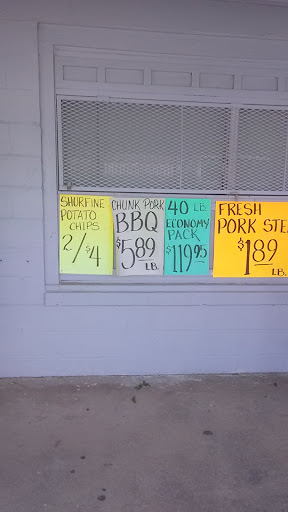 SHURFINE
POTATO
CHIPS
2/$4
CHUNK PORK
BBQ
$5.89
LB.
40 LB.
ECONOMY
PACK
$119.95
FRESH
PORK STE
$1.89
LB.